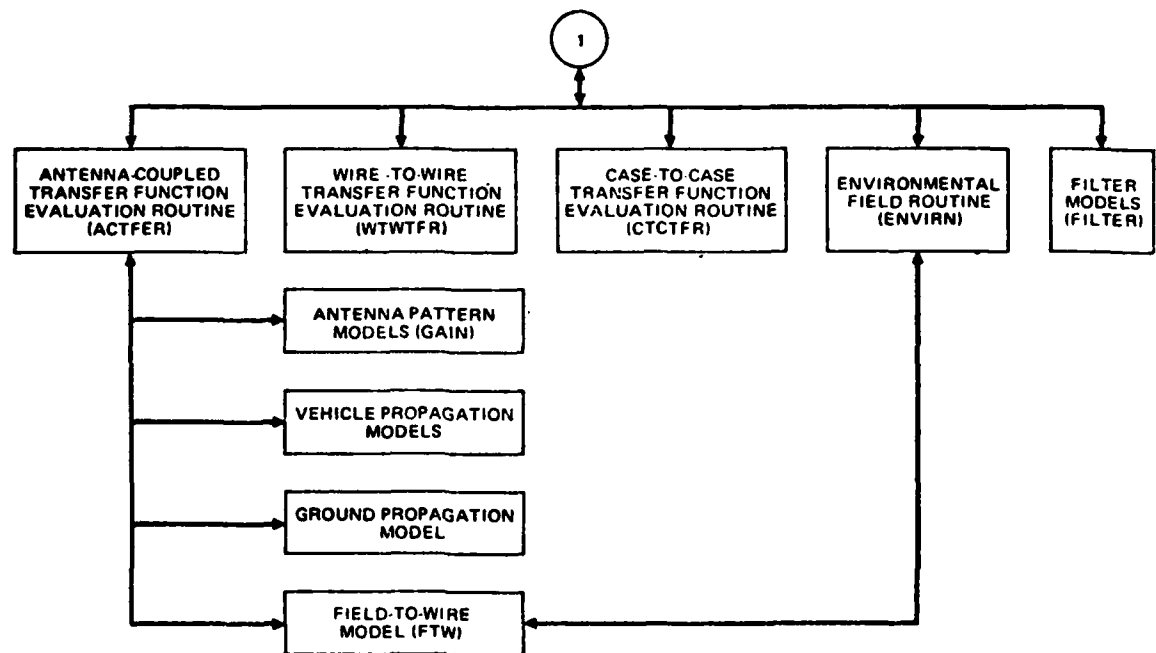 1
ANTENNA-COUPLED
TRANSFER FUNCTION
EVALUATION ROUTINE
(ACTFER)
WIRE-TO-WIRE
TRANSFER FUNCTION
EVALUATION ROUTINE
(WTWTFR)
CASE-TO-CASE
TRANSFER FUNCTION
EVALUATION ROUTINE
(CTCTFR)
ENVIRONMENTAL
FIELD ROUTINE
(ENVIRN)
FILTER
MODELS
(FILTER)
ANTENNA PATTERN
MODELS (GAIN)
VEHICLE PROPAGATION
MODELS
GROUND PROPAGATION
MODEL
FIELD-TO-WIRE
MODEL (FTW)